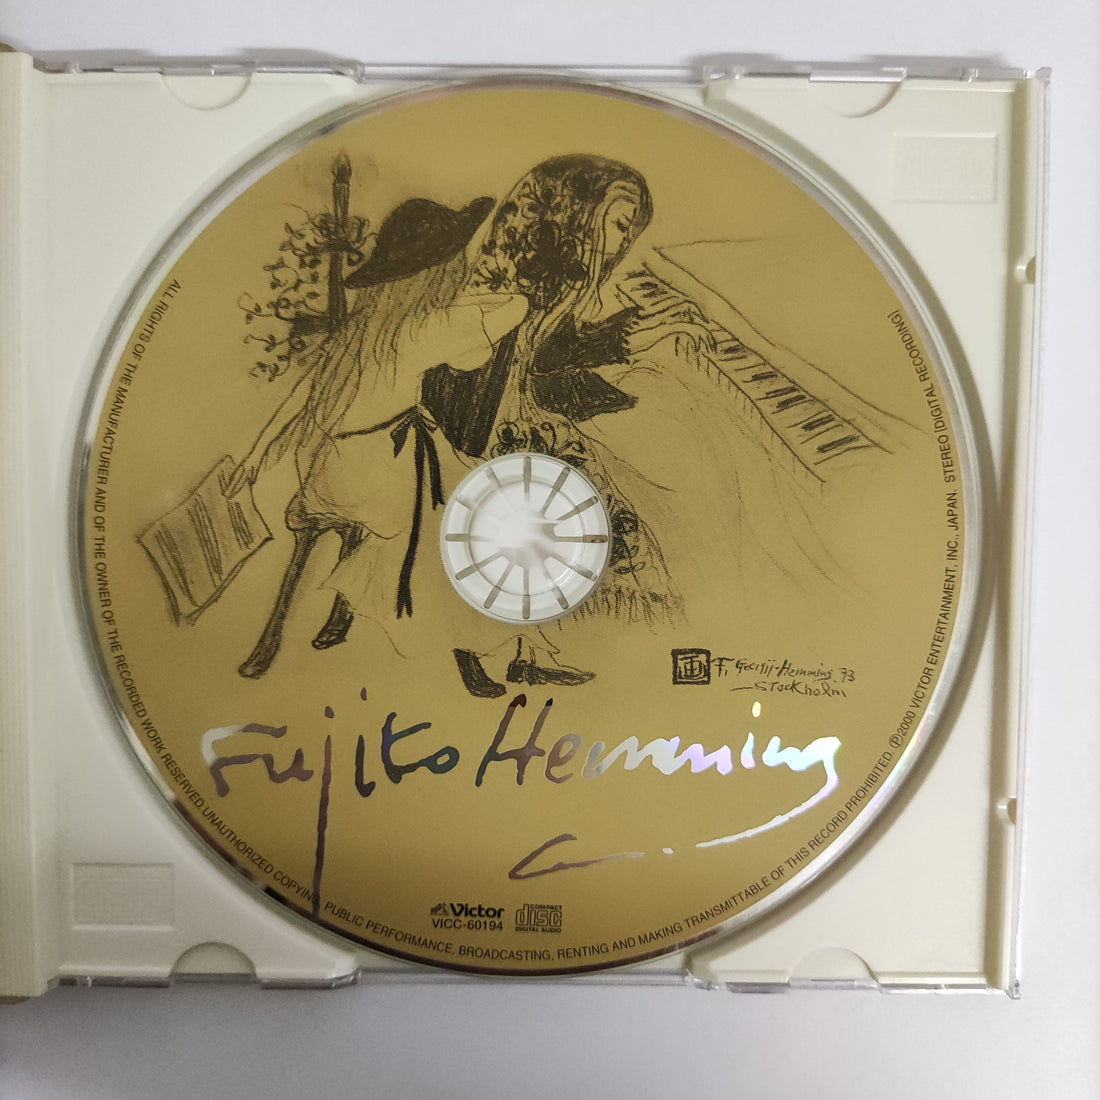 F, Georgii-Hemming 73
Stockholm
Fujiko Hemming
Victor
VICC-60194
COMPACT
disc
DIGITAL AUDIO
ALL RIGHTS OF THE MANUFACTURER AND OF THE OWNER OF THE RECORDED WORK RESERVED. UNAUTHORIZED COPYING, PUBLIC PERFORMANCE, BROADCASTING, RENTING AND MAKING TRANSMITTABLE OF THIS RECORD PROHIBITED. ℗2000 VICTOR ENTERTAINMENT, INC., JAPAN. STEREO [DIGITAL RECORDING]